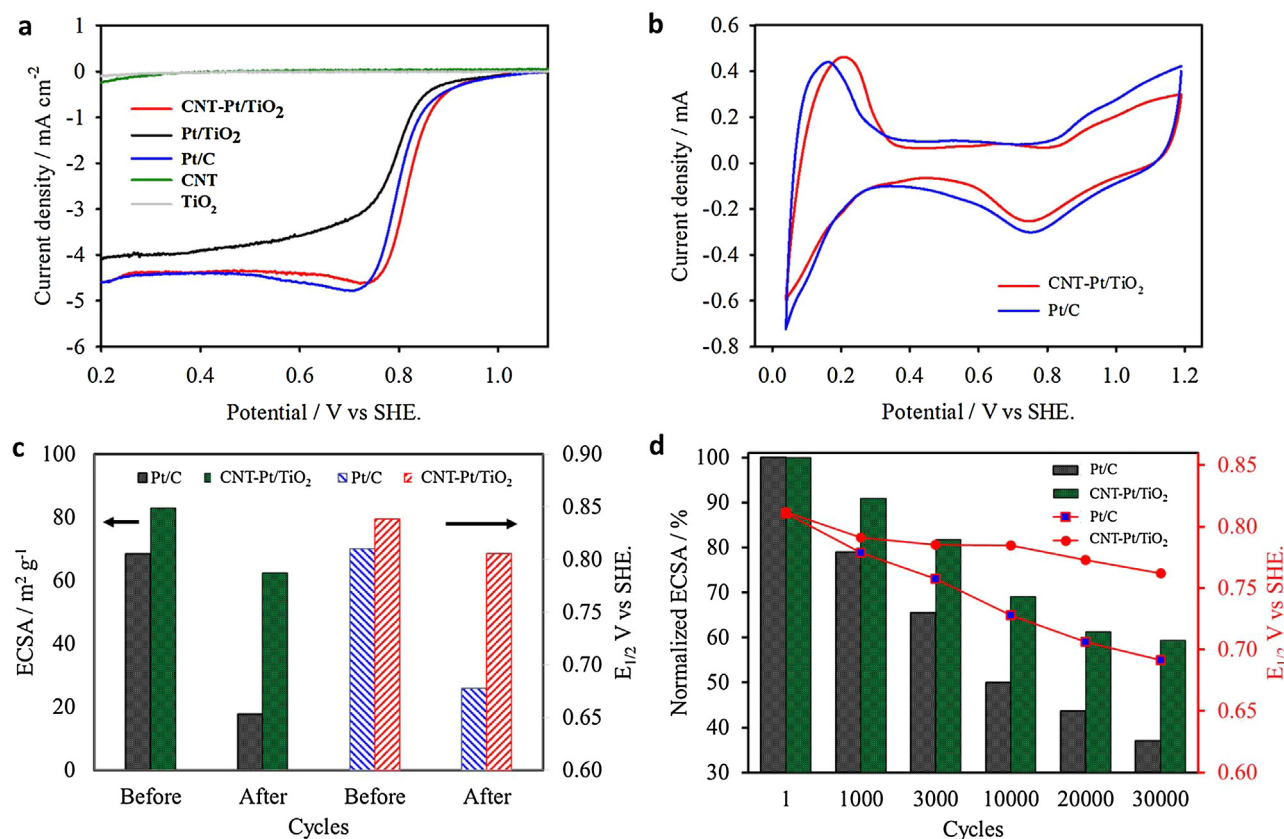 a
1
0
-1
-2
-3
-4
-5
-6
Current density / mA cm-2
CNT-Pt/TiO2
Pt/TiO2
Pt/C
CNT
TiO2
0.2
0.4
0.6
0.8
1.0
Potential / V vs SHE.
b
0.8
0.4
0.2
0.0
-0.2
-0.4
-0.6
-0.8
Current density / mA
CNT-Pt/TiO2
Pt/C
0.0
0.2
0.4
0.6
0.8
1.0
1.2
Potential / V vs SHE.
c
100
80
60
40
20
0
ECSA / m2 g-1
Pt/C
CNT-Pt/TiO2
Pt/C
CNT-Pt/TiO2
0.90
0.85
0.80
0.75
0.70
0.65
0.60
E1/2 V vs SHE.
Before
After
Before
After
Cycles
d
100
90
80
70
60
50
40
30
Normalized ECSA / %
Pt/C
CNT-Pt/TiO2
Pt/C
CNT-Pt/TiO2
0.85
0.80
0.75
0.70
0.65
0.60
E1/2 V vs SHE.
1
1000
3000
10000
20000
30000
Cycles